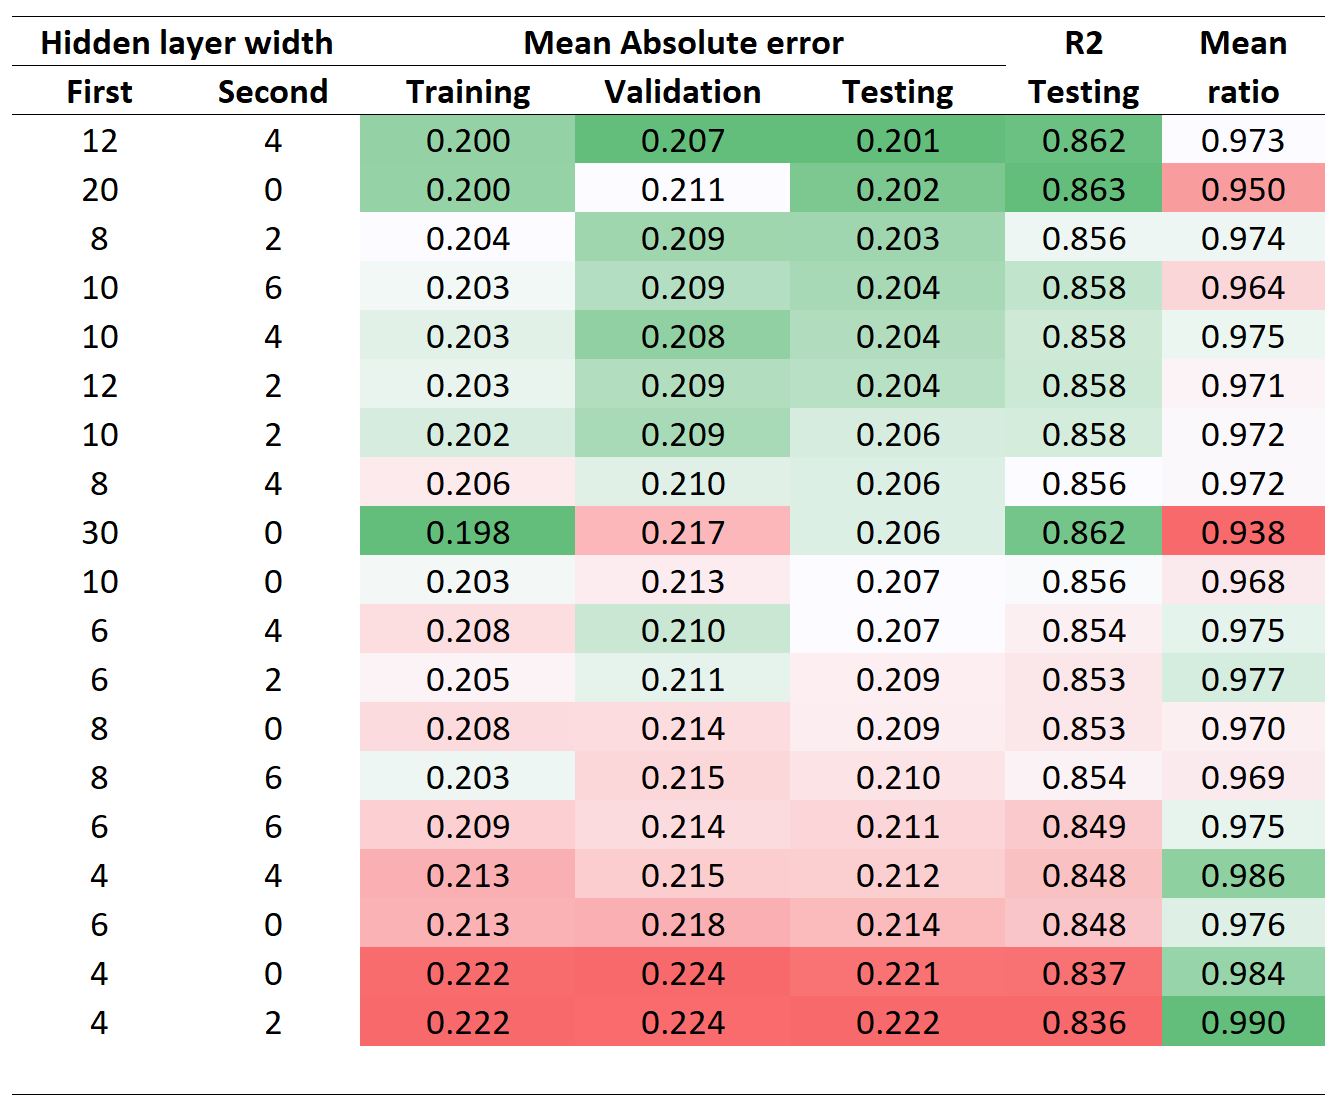 Hidden layer width Mean Absolute error R2 Mean
First Second Training Validation Testing Testing ratio
12 4 0.200 0.207 0.201 0.862 0.973
20 0 0.200 0.211 0.202 0.863 0.950
8 2 0.204 0.209 0.203 0.856 0.974
10 6 0.203 0.209 0.204 0.858 0.964
10 4 0.203 0.208 0.204 0.858 0.975
12 2 0.203 0.209 0.204 0.858 0.971
10 2 0.202 0.209 0.206 0.858 0.972
8 4 0.206 0.210 0.206 0.856 0.972
30 0 0.198 0.217 0.206 0.862 0.938
10 0 0.203 0.213 0.207 0.856 0.968
6 4 0.208 0.210 0.207 0.854 0.975
6 2 0.205 0.211 0.209 0.853 0.977
8 0 0.208 0.214 0.209 0.853 0.970
8 6 0.203 0.215 0.210 0.854 0.969
6 6 0.209 0.214 0.211 0.849 0.975
4 4 0.213 0.215 0.212 0.848 0.986
6 0 0.213 0.218 0.214 0.848 0.976
4 0 0.222 0.224 0.221 0.837 0.984
4 2 0.222 0.224 0.222 0.836 0.990